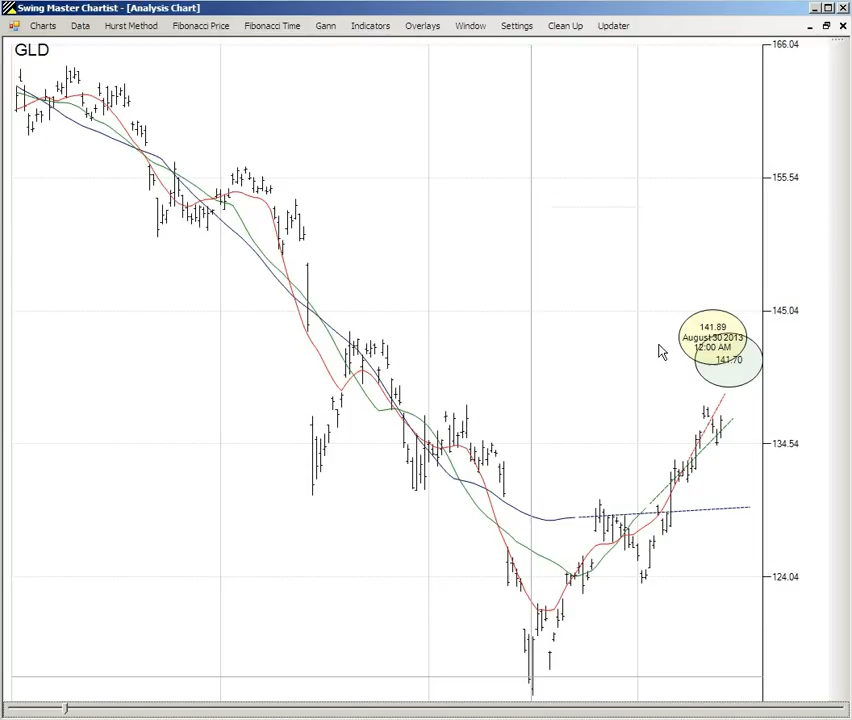 Swing Master Chartist - [Analysis Chart]
Charts Data Hurst Method Fibonacci Price Fibonacci Time Gann Indicators Overlays Window Settings Clean Up Updater
GLD
166.04
155.54
145.04
141.89
August 30 2013
12:00 AM
141.70
134.54
124.04